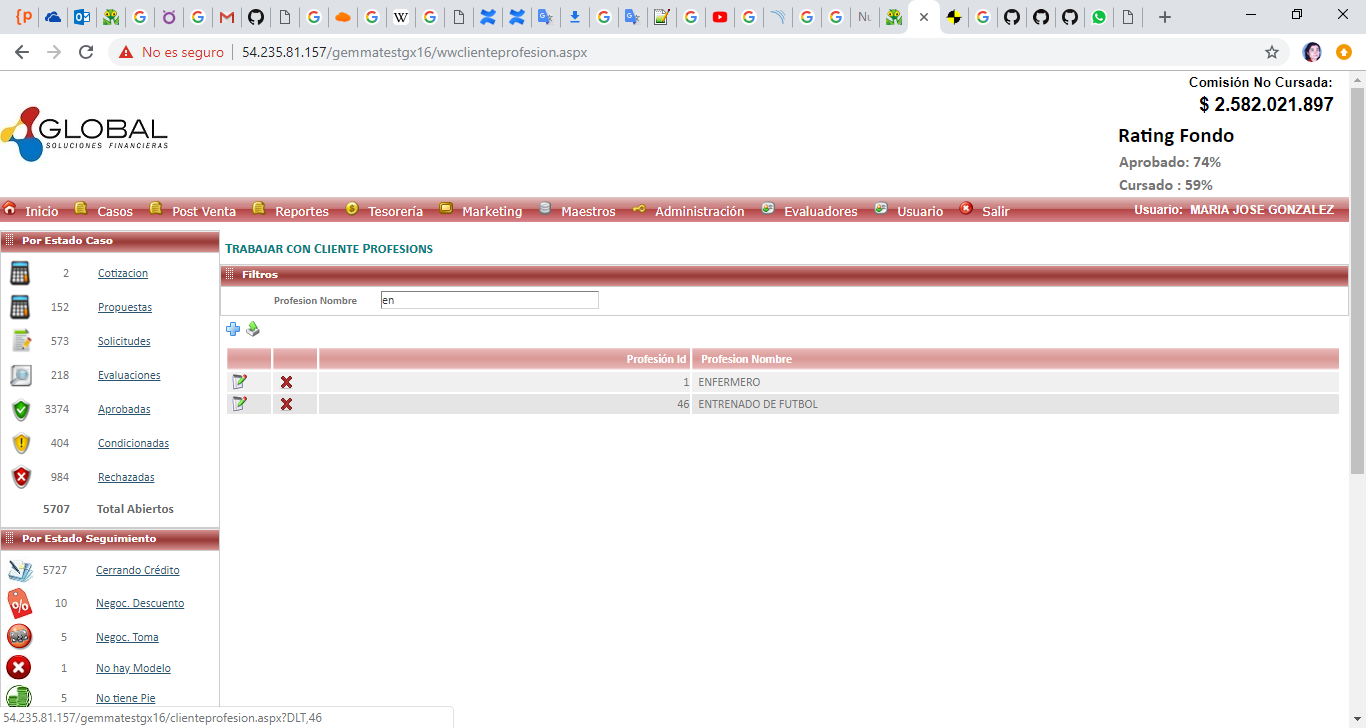 No es seguro
54.235.81.157/gemmatestgx16/wwclienteprofesion.aspx
Comisión No Cursada:
$ 2.582.021.897
GLOBAL
SOLUCIONES FINANCIERAS
Rating Fondo
Aprobado: 74%
Cursado : 59%
Inicio Casos Post Venta Reportes Tesorería Marketing Maestros Administración Evaluadores Usuario Salir Usuario: MARIA JOSE GONZALEZ
Por Estado Caso
2 Cotizacion
152 Propuestas
573 Solicitudes
218 Evaluaciones
3374 Aprobadas
404 Condicionadas
984 Rechazadas
5707 Total Abiertos
Por Estado Seguimiento
5727 Cerrando Crédito
10 Negoc. Descuento
5 Negoc. Toma
1 No hay Modelo
5 No tiene Pie
TRABAJAR CON CLIENTE PROFESIONS
Filtros
Profesion Nombre en
Profesión Id Profesion Nombre
1 ENFERMERO
46 ENTRENADO DE FUTBOL
54.235.81.157/gemmatestgx16/clienteprofesion.aspx?DLT,46